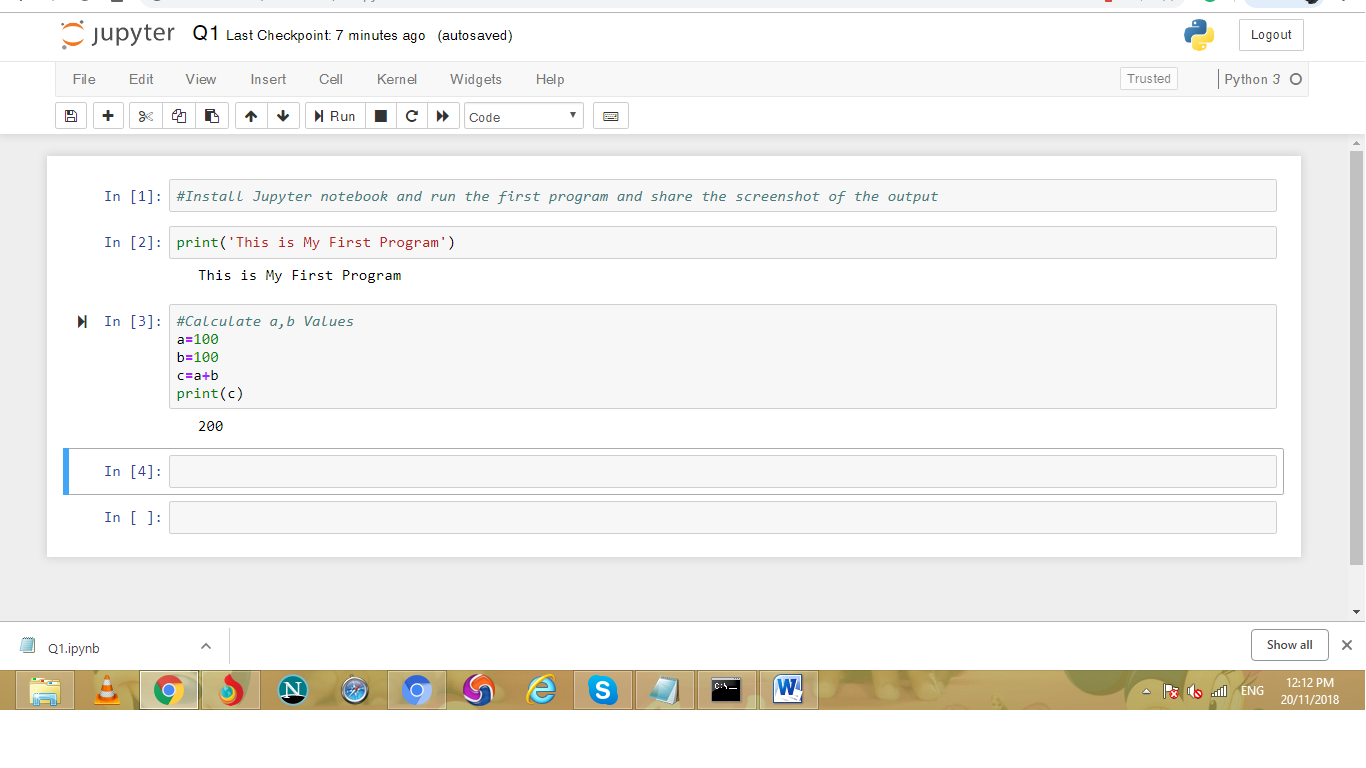 jupyter Q1 Last Checkpoint: 7 minutes ago (autosaved)
Logout
File Edit View Insert Cell Kernel Widgets Help
Trusted
Python 3
Run
Code
In [1]: #Install Jupyter notebook and run the first program and share the screenshot of the output
In [2]: print('This is My First Program')
This is My First Program
In [3]: #Calculate a,b Values
a=100
b=100
c=a+b
print(c)
200
In [4]:
In [ ]:
Q1.ipynb
Show all
N
S
C:\_
W
ENG
12:12 PM
20/11/2018